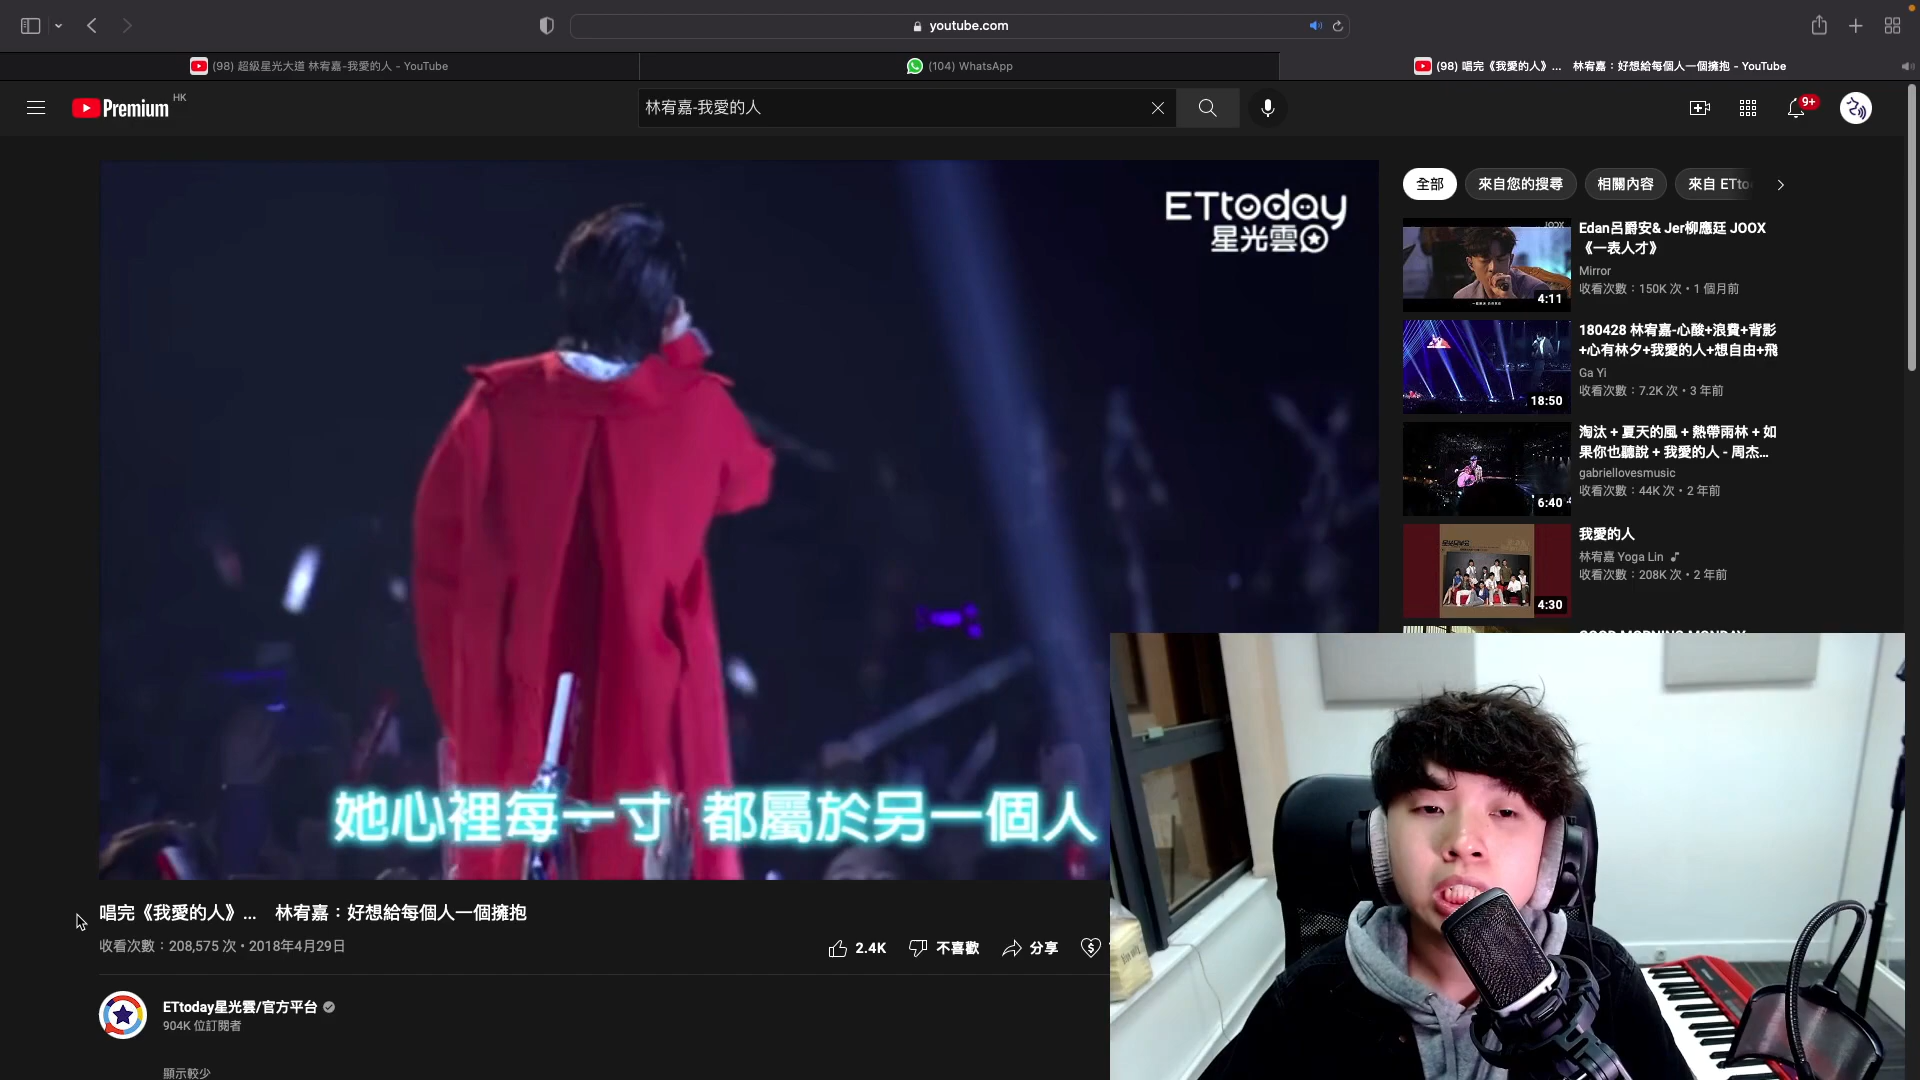 youtube.com
(98) 超級星光大道 林宥嘉-我愛的人 - YouTube
(104) WhatsApp
(98) 唱完《我愛的人》... 林宥嘉：好想給每個人一個擁抱 - YouTube
Premium HK
林宥嘉-我愛的人
9+
ETtoday
星光雲
她心裡每一寸 都屬於另一個人
唱完《我愛的人》... 林宥嘉：好想給每個人一個擁抱
收看次數：208,575 次 • 2018年4月29日
2.4K
不喜歡
分享
ETtoday星光雲/官方平台
904K 位訂閱者
顯示較少
全部
來自您的搜尋
相關內容
來自 ETto
JOOX
4:11
Edan呂爵安& Jer柳應廷 JOOX
《一表人才》
Mirror
收看次數：150K 次 • 1 個月前
18:50
180428 林宥嘉-心酸+浪費+背影
+心有林夕+我愛的人+想自由+飛
Ga Yi
收看次數：7.2K 次 • 3 年前
6:40
淘汰 + 夏天的風 + 熱帶雨林 + 如
果你也聽說 + 我愛的人 - 周杰...
gabriellovesmusic
收看次數：44K 次 • 2 年前
4:30
我愛的人
林宥嘉 Yoga Lin
收看次數：208K 次 • 2 年前
GOOD MORNING MONDAY